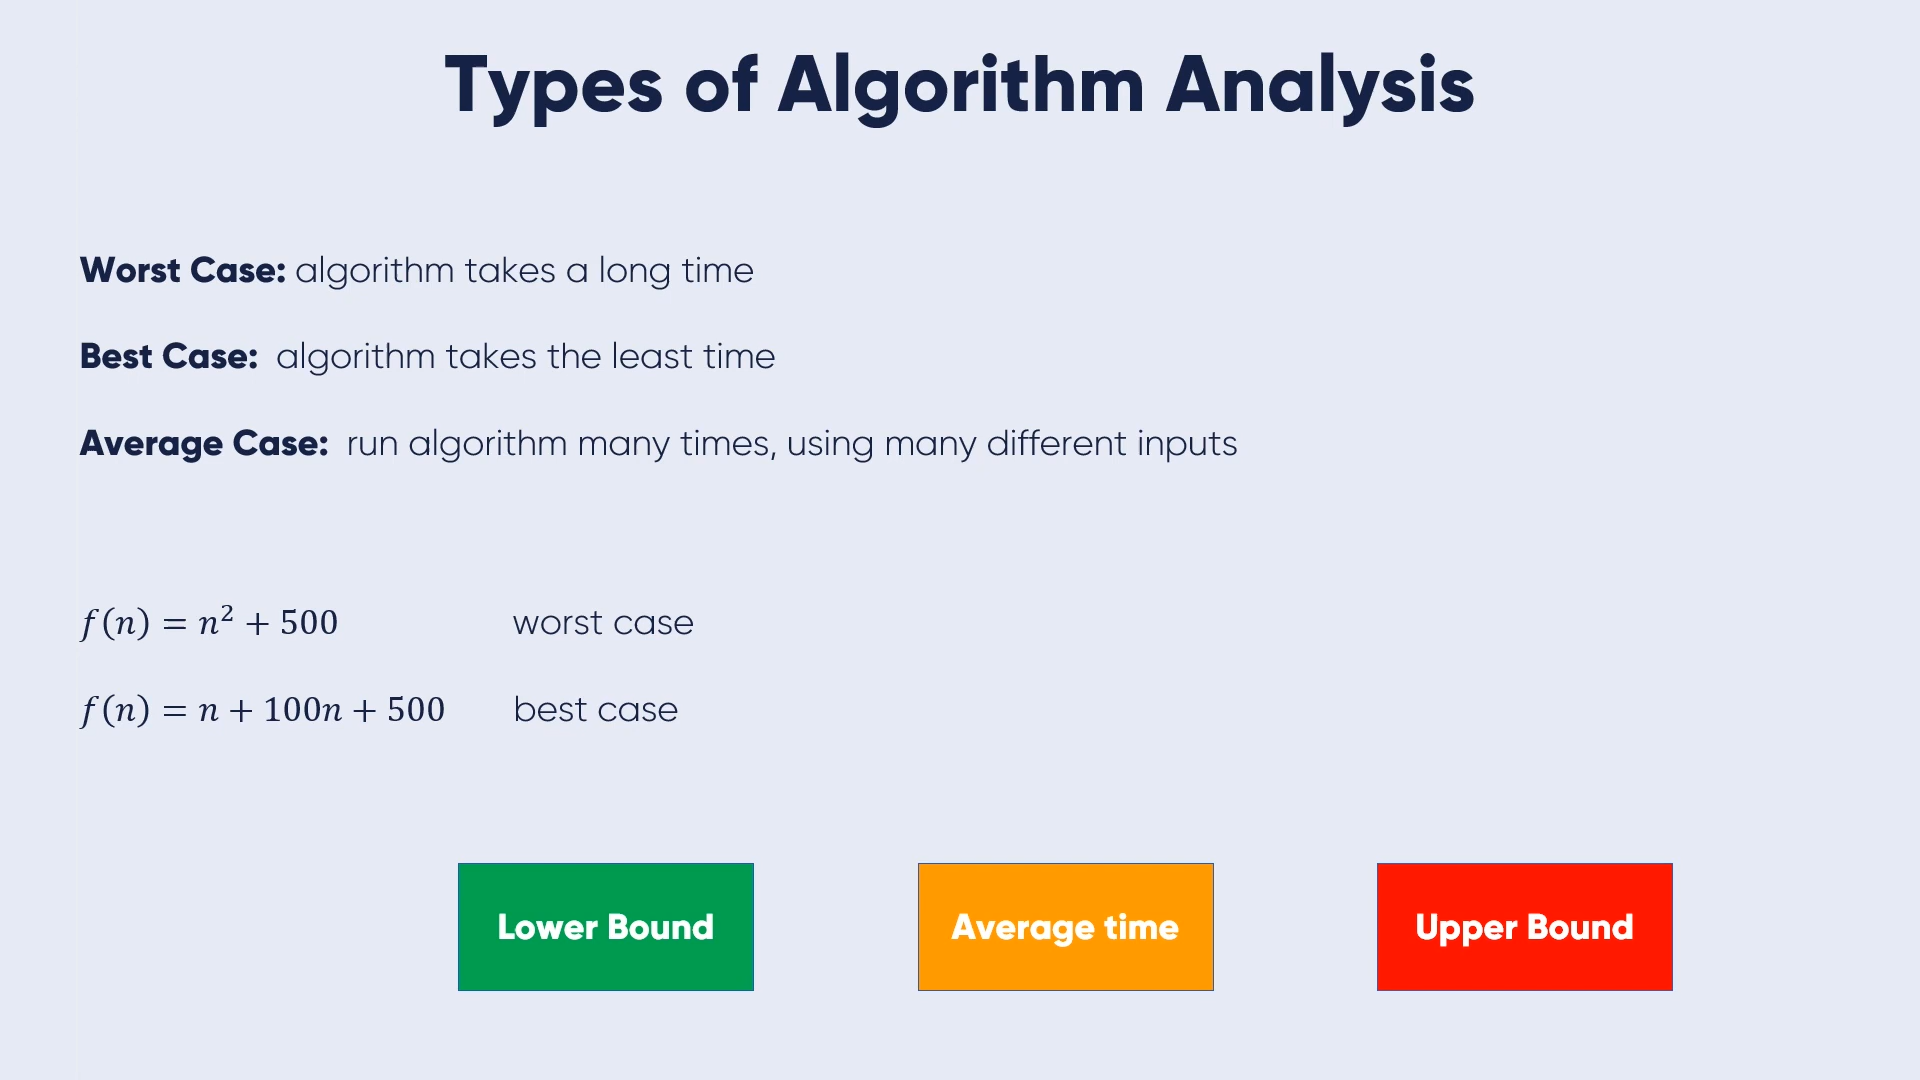 Types of Algorithm Analysis
Worst Case: algorithm takes a long time
Best Case: algorithm takes the least time
Average Case: run algorithm many times, using many different inputs
f(n) = n² + 500 worst case
f(n) = n + 100n + 500 best case
Lower Bound Average time Upper Bound